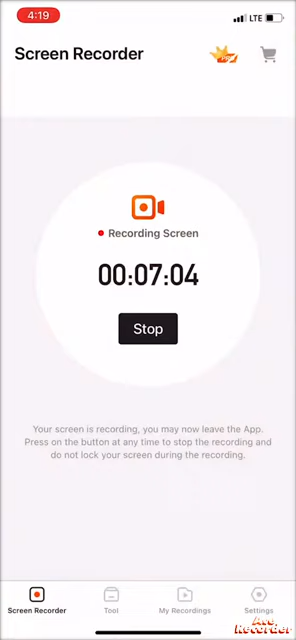 4:19
LTE
Screen Recorder
PRO
Recording Screen
00:07:04
Stop
Your screen is recording, you may now leave the App.
Press on the button at any time to stop the recording and
do not lock your screen during the recording.
Screen Recorder
Tool
My Recordings
Settings
Ace
Recorder